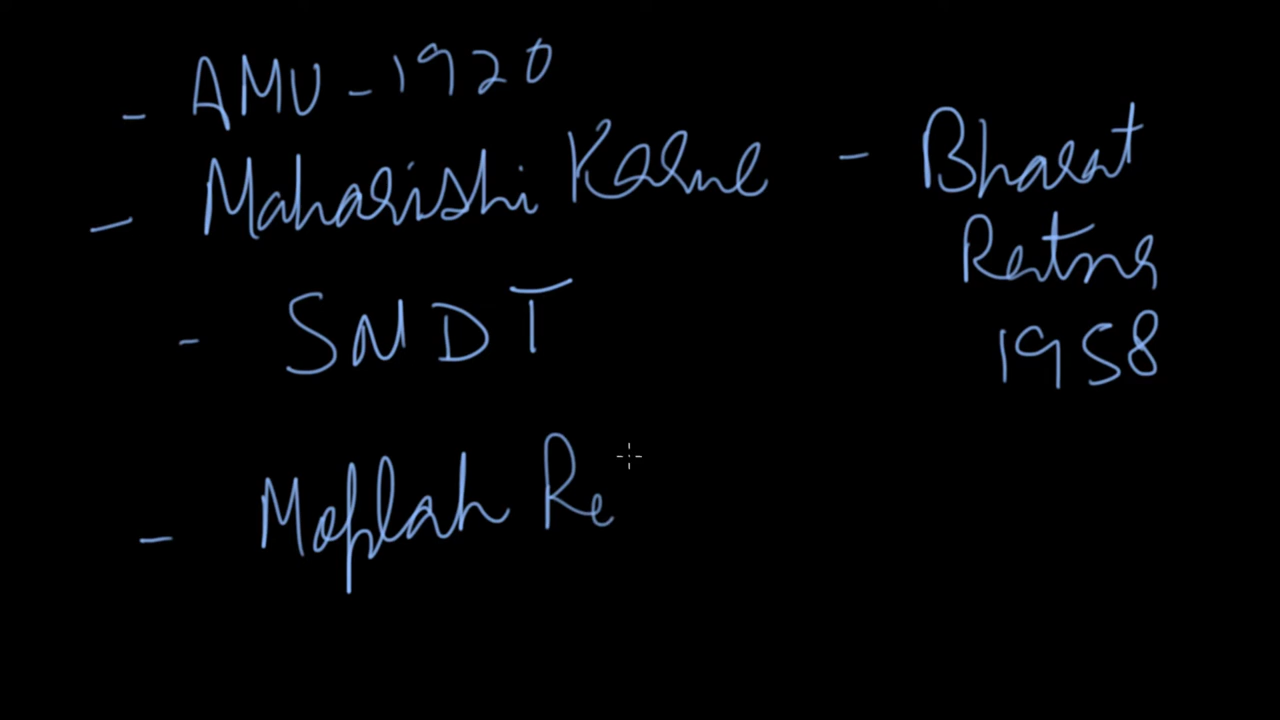 - AMU - 1920
- Maharishi Karve - Bharat
Ratna
1958
- SNDT
- Moplah Re